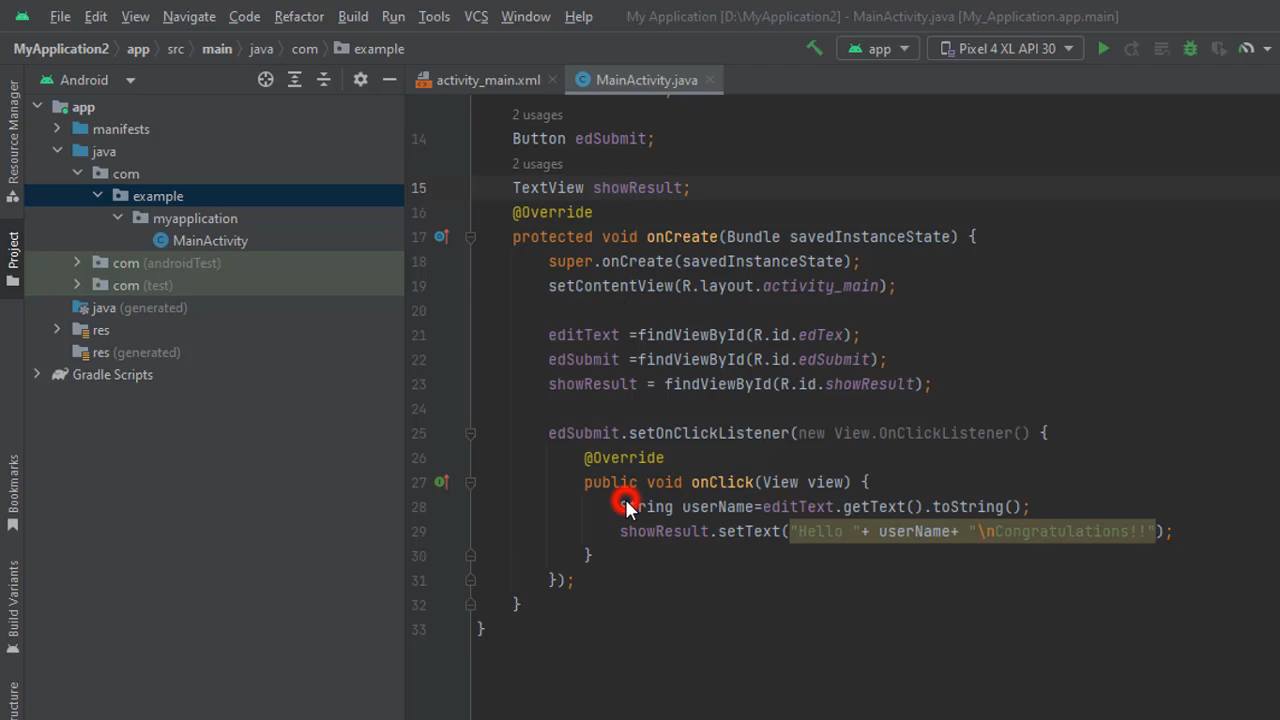 File Edit View Navigate Code Refactor Build Run Tools VCS Window Help My Application [D:\MyApplication2] - MainActivity.java [My_Application.app.main]
MyApplication2 app src main java com example app Pixel 4 XL API 30
Android activity_main.xml MainActivity.java
Resource Manager
Project
Bookmarks
Build Variants
app
manifests
java
com
example
myapplication
MainActivity
com (androidTest)
com (test)
java (generated)
res
res (generated)
Gradle Scripts
2 usages
14 Button edSubmit;
2 usages
15 TextView showResult;
16 @Override
17 protected void onCreate(Bundle savedInstanceState) {
18 super.onCreate(savedInstanceState);
19 setContentView(R.layout.activity_main);
20
21 editText =findViewById(R.id.edTex);
22 edSubmit =findViewById(R.id.edSubmit);
23 showResult = findViewById(R.id.showResult);
24
25 edSubmit.setOnClickListener(new View.OnClickListener() {
26 @Override
27 public void onClick(View view) {
28 String userName=editText.getText().toString();
29 showResult.setText("Hello "+ userName+ "\nCongratulations!!");
30 }
31 });
32 }
33 }